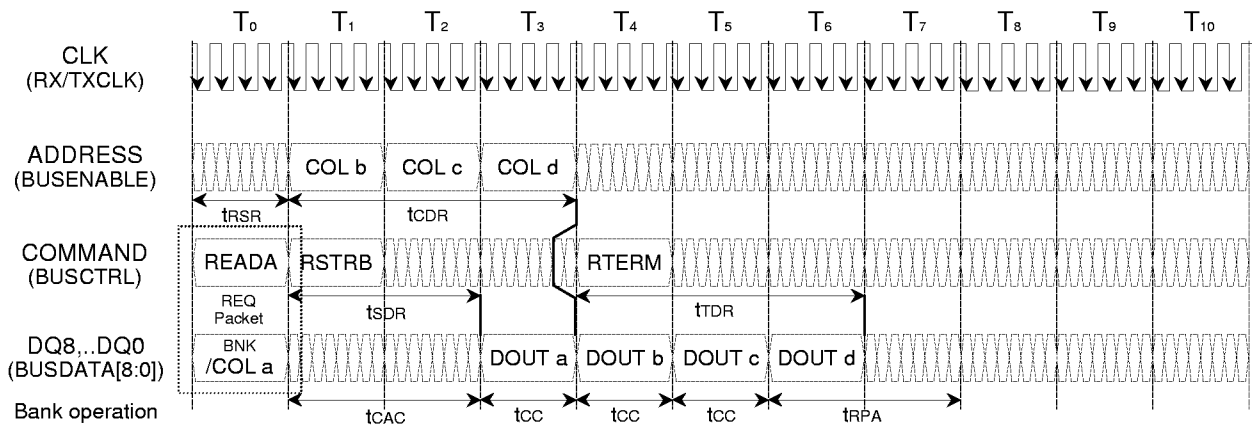 T0 T1 T2 T3 T4 T5 T6 T7 T8 T9 T10
CLK
(RX/TXCLK)
ADDRESS
(BUSENABLE)
COL b COL c COL d
tRSR tCDR
COMMAND
(BUSCTRL)
READA RSTRB RTERM
REQ
Packet
tSDR tTDR
DQ8,..DQ0
(BUSDATA[8:0])
BNK
/COL a
DOUT a DOUT b DOUT c DOUT d
Bank operation
tCAC tCC tCC tCC tRPA